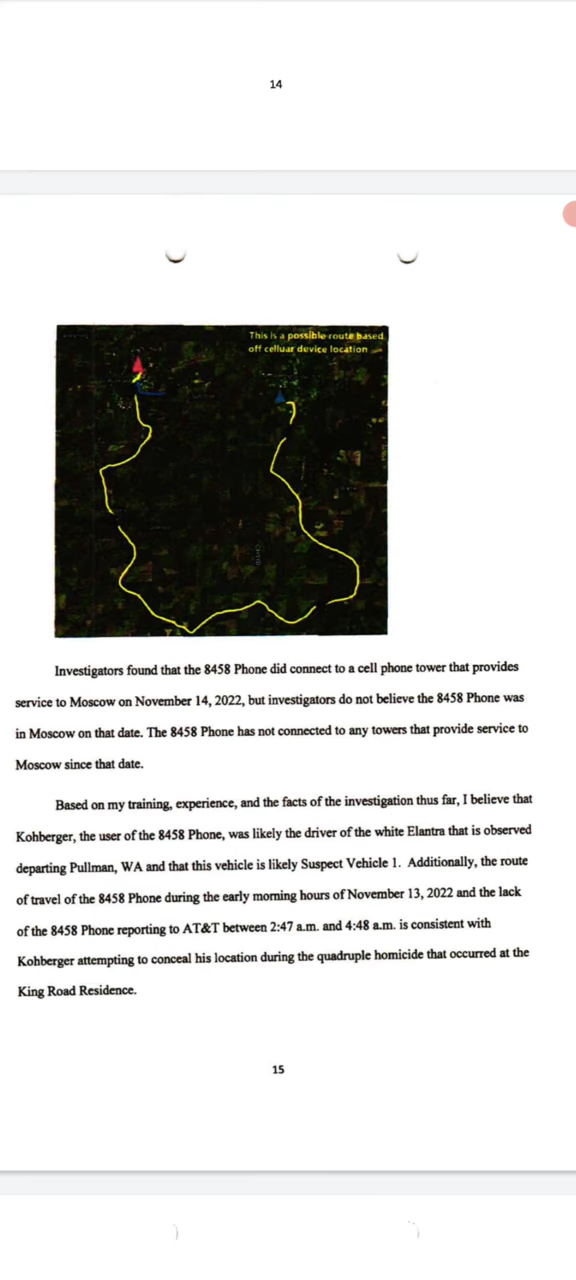 14
This is a possible route based
off celluar device location
Investigators found that the 8458 Phone did connect to a cell phone tower that provides
service to Moscow on November 14, 2022, but investigators do not believe the 8458 Phone was
in Moscow on that date. The 8458 Phone has not connected to any towers that provide service to
Moscow since that date.
Based on my training, experience, and the facts of the investigation thus far, I believe that
Kohberger, the user of the 8458 Phone, was likely the driver of the white Elantra that is observed
departing Pullman, WA and that this vehicle is likely Suspect Vehicle 1. Additionally, the route
of travel of the 8458 Phone during the early morning hours of November 13, 2022 and the lack
of the 8458 Phone reporting to AT&T between 2:47 a.m. and 4:48 a.m. is consistent with
Kohberger attempting to conceal his location during the quadruple homicide that occurred at the
King Road Residence.
15